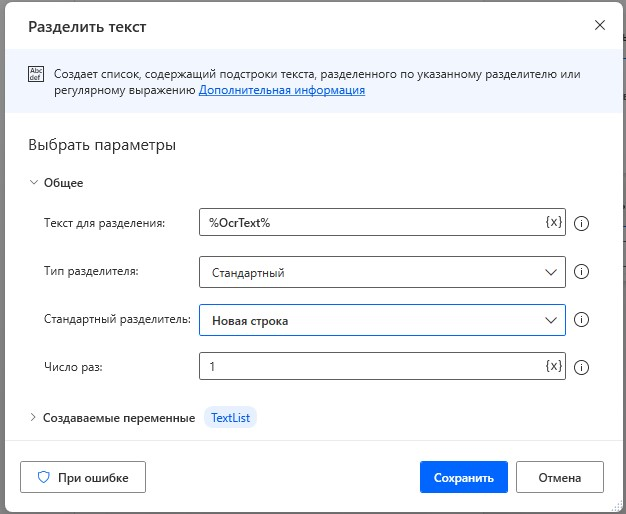 Разделить текст
Abc
def
Создает список, содержащий подстроки текста, разделенного по указанному разделителю или
регулярному выражению Дополнительная информация
Выбрать параметры
Общее
Текст для разделения: %OcrText% {x}
Тип разделителя: Стандартный
Стандартный разделитель: Новая строка
Число раз: 1 {x}
Создаваемые переменные TextList
При ошибке Сохранить Отмена